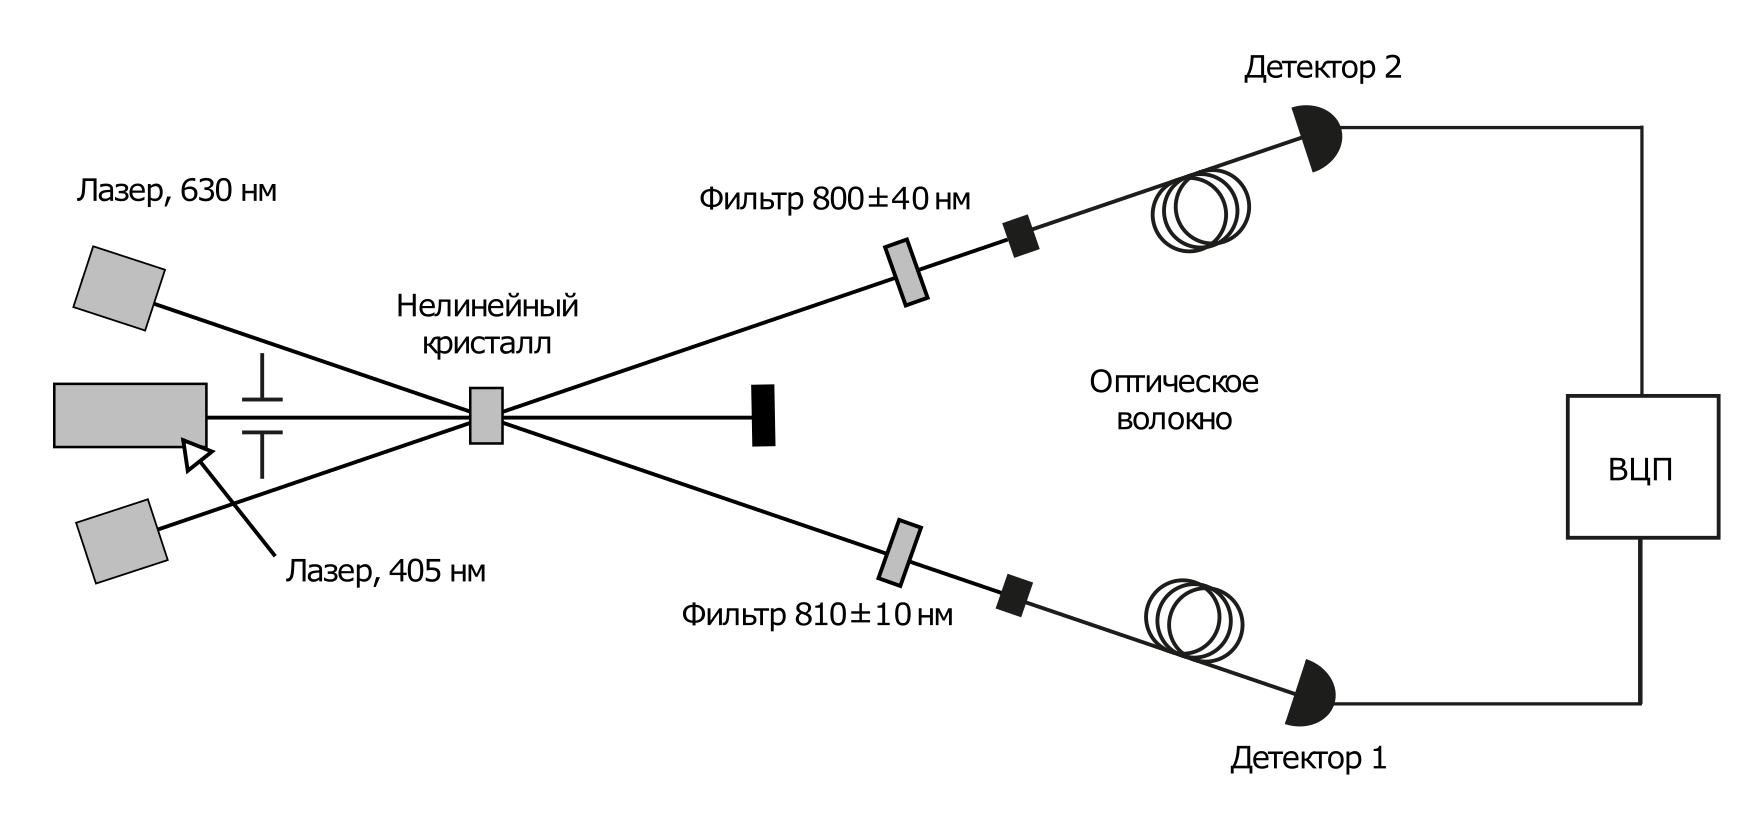 Детектор 2
Лазер, 630 нм
Фильтр 800±40 нм
Нелинейный
кристалл
Оптическое
волокно
ВЦП
Лазер, 405 нм
Фильтр 810±10 нм
Детектор 1